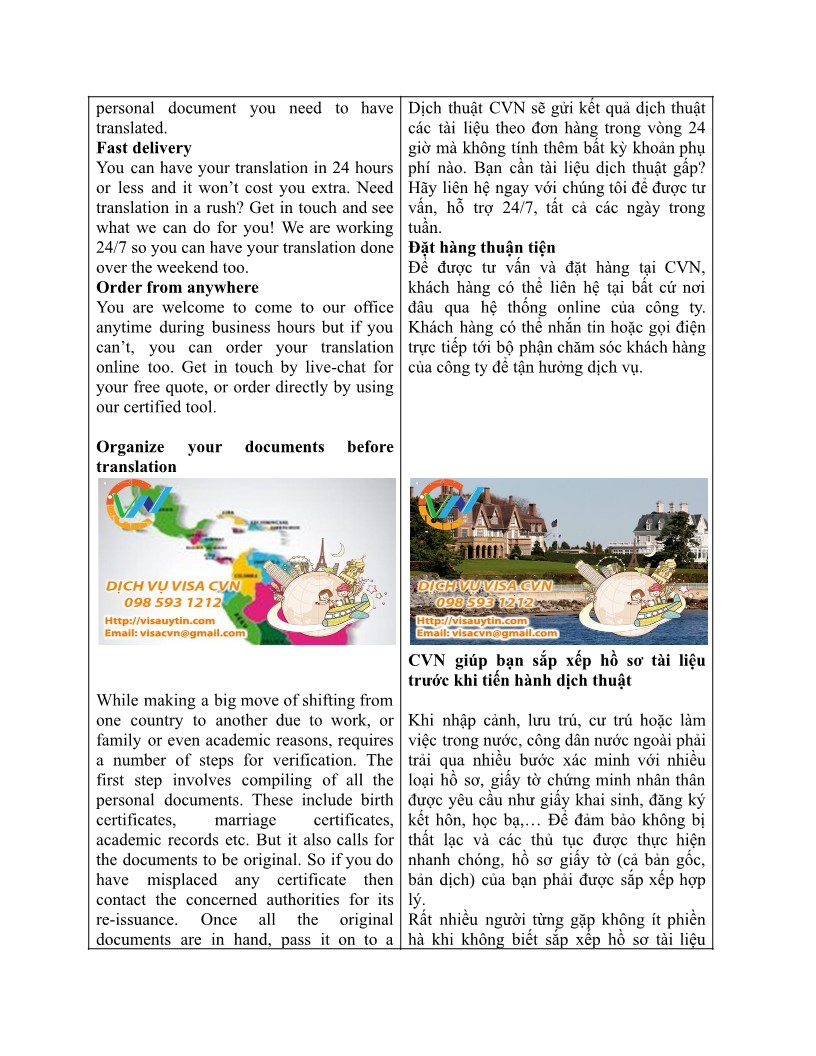 personal document you need to have
translated.
Fast delivery
You can have your translation in 24 hours
or less and it won’t cost you extra. Need
translation in a rush? Get in touch and see
what we can do for you! We are working
24/7 so you can have your translation done
over the weekend too.
Order from anywhere
You are welcome to come to our office
anytime during business hours but if you
can’t, you can order your translation
online too. Get in touch by live-chat for
your free quote, or order directly by using
our certified tool.
Organize your documents before
translation
DỊCH VỤ VISA CVN
098 593 1212
Http://visauytin.com
Email: visacvn@gmail.com
While making a big move of shifting from
one country to another due to work, or
family or even academic reasons, requires
a number of steps for verification. The
first step involves compiling of all the
personal documents. These include birth
certificates, marriage certificates,
academic records etc. But it also calls for
the documents to be original. So if you do
have misplaced any certificate then
contact the concerned authorities for its
re-issuance. Once all the original
documents are in hand, pass it on to a
Dịch thuật CVN sẽ gửi kết quả dịch thuật
các tài liệu theo đơn hàng trong vòng 24
giờ mà không tính thêm bất kỳ khoản phụ
phí nào. Bạn cần tài liệu dịch thuật gấp?
Hãy liên hệ ngay với chúng tôi để được tư
vấn, hỗ trợ 24/7, tất cả các ngày trong
tuần.
Đặt hàng thuận tiện
Để được tư vấn và đặt hàng tại CVN,
khách hàng có thể liên hệ tại bất cứ nơi
đâu qua hệ thống online của công ty.
Khách hàng có thể nhắn tin hoặc gọi điện
trực tiếp tới bộ phận chăm sóc khách hàng
của công ty để tận hưởng dịch vụ.
DỊCH VỤ VISA CVN
098 593 1212
Http://visauytin.com
Email: visacvn@gmail.com
CVN giúp bạn sắp xếp hồ sơ tài liệu
trước khi tiến hành dịch thuật
Khi nhập cảnh, lưu trú, cư trú hoặc làm
việc trong nước, công dân nước ngoài phải
trải qua nhiều bước xác minh với nhiều
loại hồ sơ, giấy tờ chứng minh nhân thân
được yêu cầu như giấy khai sinh, đăng ký
kết hôn, học bạ,… Để đảm bảo không bị
thất lạc và các thủ tục được thực hiện
nhanh chóng, hồ sơ giấy tờ (cả bản gốc,
bản dịch) của bạn phải được sắp xếp hợp
lý.
Rất nhiều người từng gặp không ít phiền
hà khi không biết sắp xếp hồ sơ tài liệu